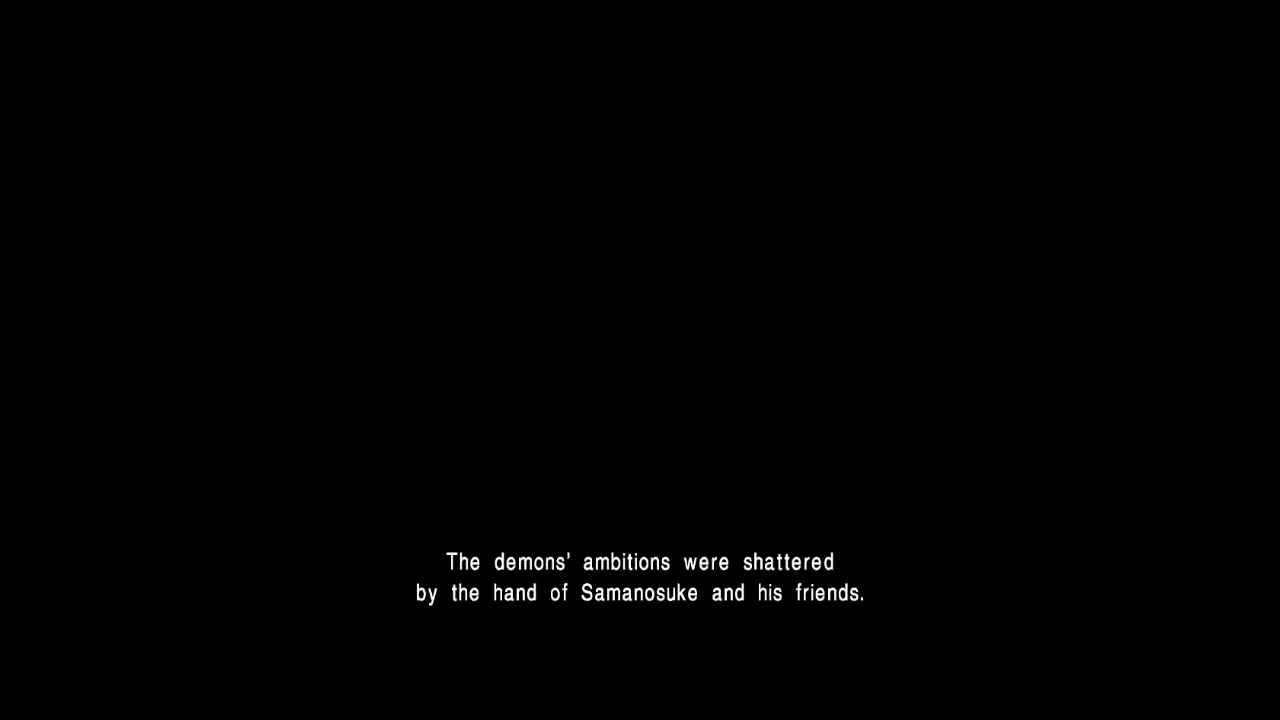 The demons’ ambitions were shattered
by the hand of Samanosuke and his friends.